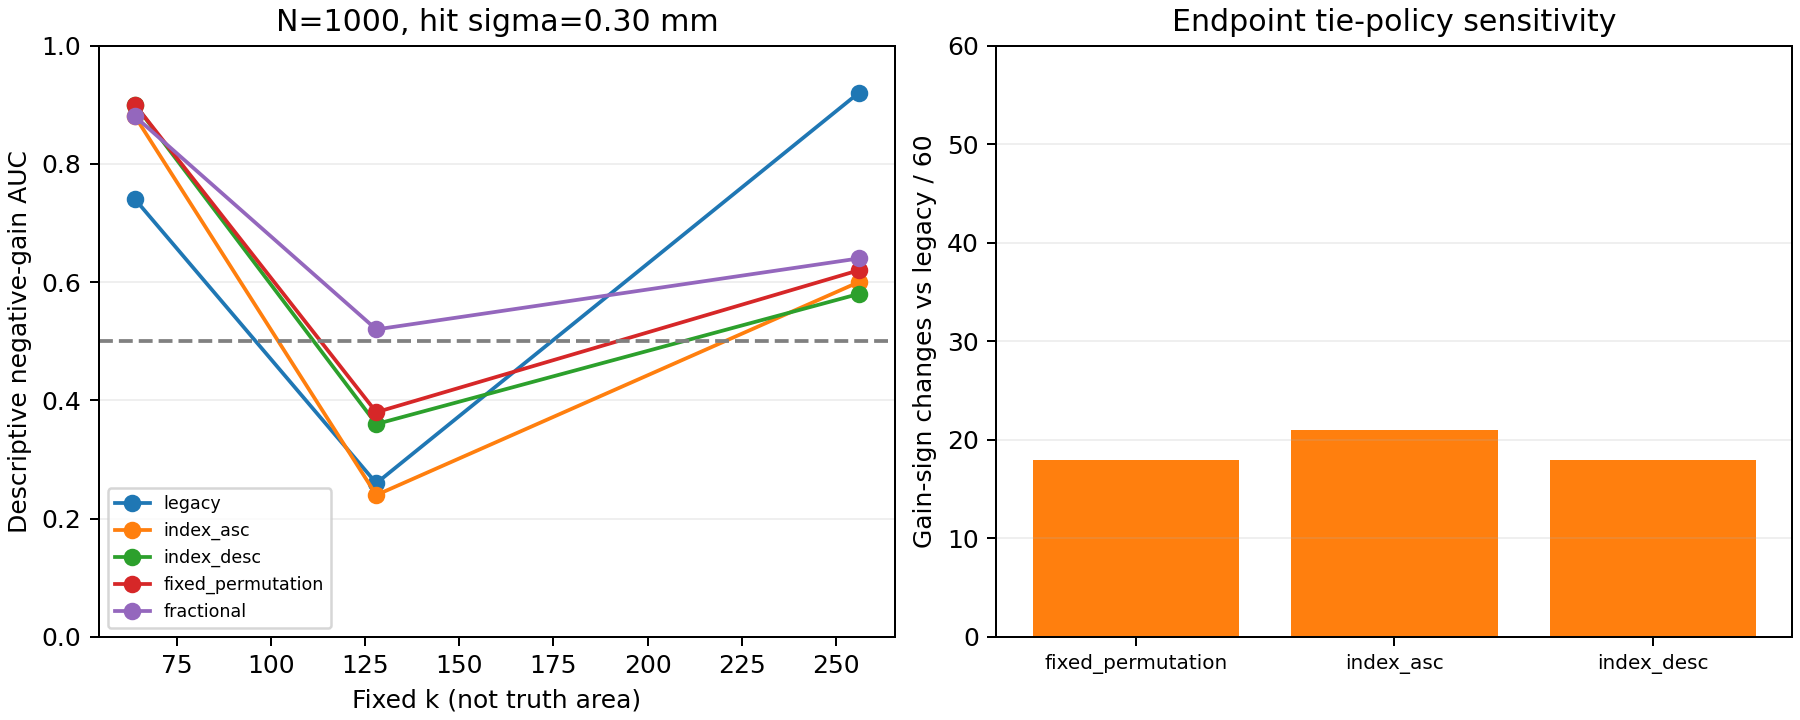 N=1000, hit sigma=0.30 mm
Descriptive negative-gain AUC
1.0
0.8
0.6
0.4
0.2
0.0
legacy
index_asc
index_desc
fixed_permutation
fractional
75 100 125 150 175 200 225 250
Fixed k (not truth area)
Endpoint tie-policy sensitivity
Gain-sign changes vs legacy / 60
60
50
40
30
20
10
0
fixed_permutation index_asc index_desc